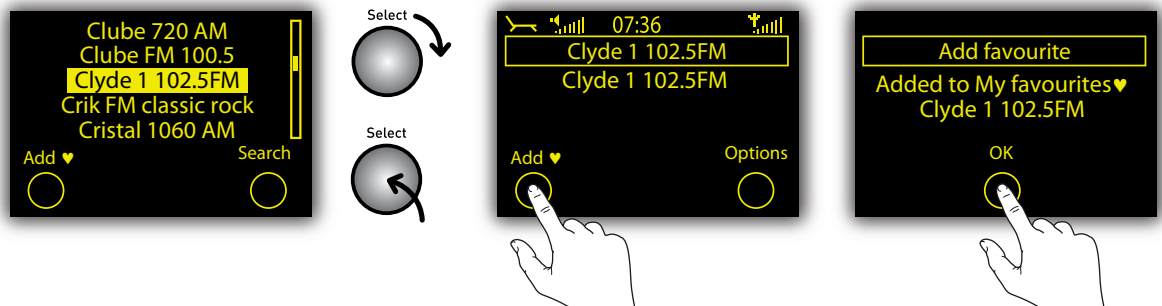 Clube 720 AM
Clube FM 100.5
Clyde 1 102.5FM
Crik FM classic rock
Cristal 1060 AM
Add ♥
Search
Select
Select
07:36
Clyde 1 102.5FM
Clyde 1 102.5FM
Add ♥
Options
Add favourite
Added to My favourites♥
Clyde 1 102.5FM
OK